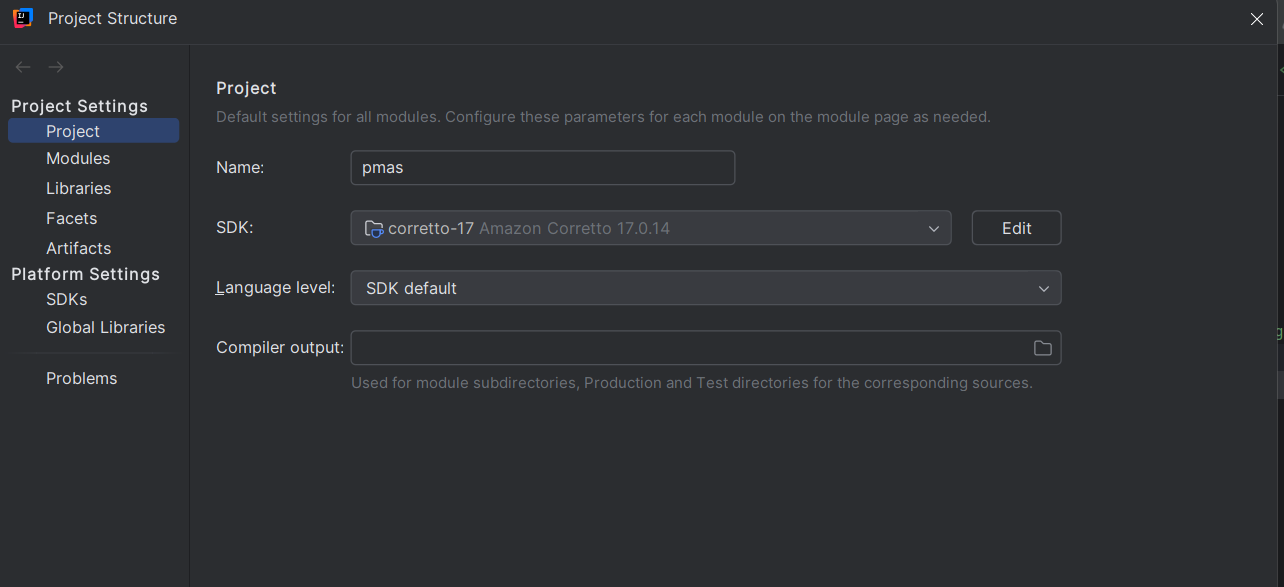 Project Structure
Project Settings
Project
Modules
Libraries
Facets
Artifacts
Platform Settings
SDKs
Global Libraries
Problems
Project
Default settings for all modules. Configure these parameters for each module on the module page as needed.
Name: pmas
SDK: corretto-17 Amazon Corretto 17.0.14 Edit
Language level: SDK default
Compiler output:
Used for module subdirectories, Production and Test directories for the corresponding sources.